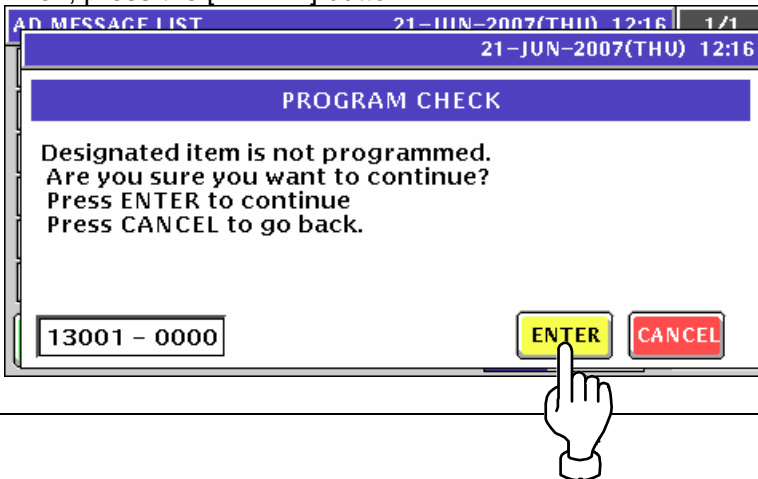 AD MESSAGE LIST 21-JUN-2007(THU) 12:16 1/1
21-JUN-2007(THU) 12:16
PROGRAM CHECK
Designated item is not programmed.
Are you sure you want to continue?
Press ENTER to continue
Press CANCEL to go back.
13001 - 0000 ENTER CANCEL